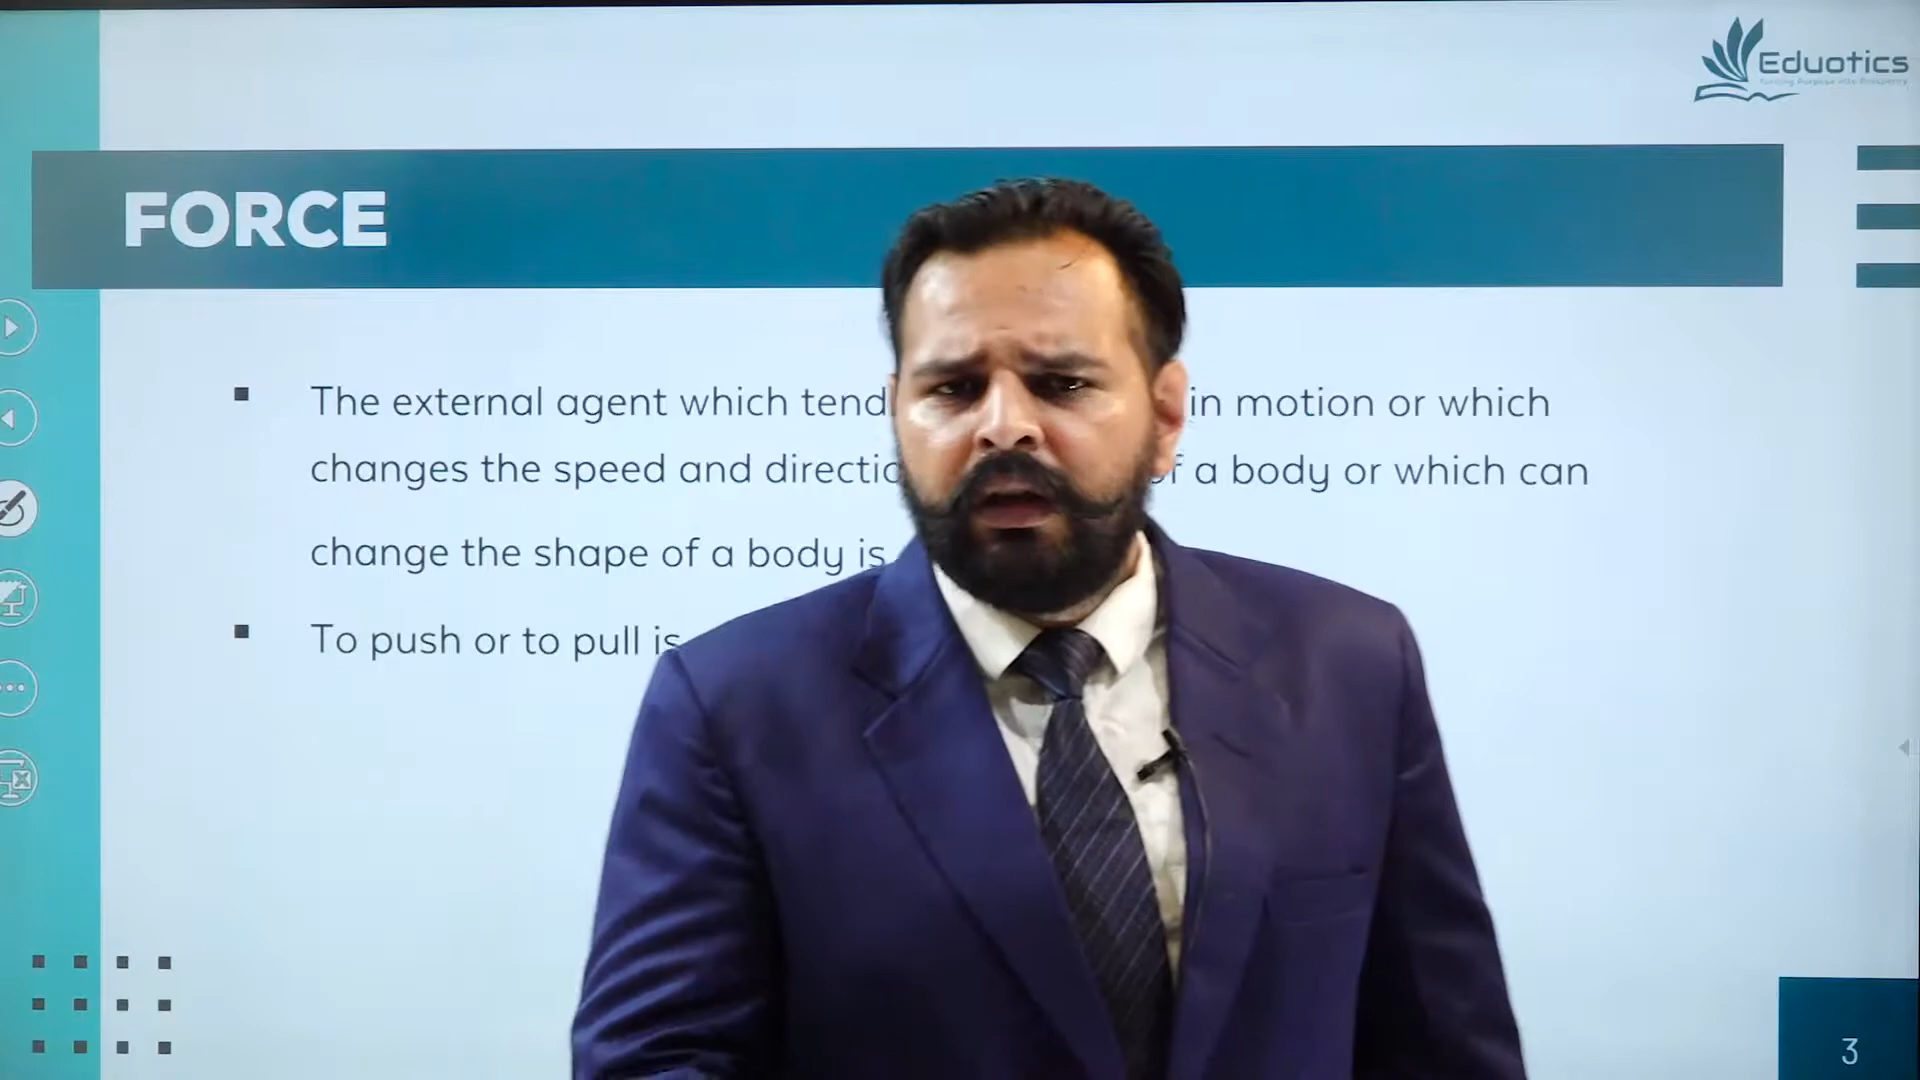 Eduotics
FORCE
The external agent which tend in motion or which
changes the speed and directio f a body or which can
change the shape of a body is
To push or to pull is
3